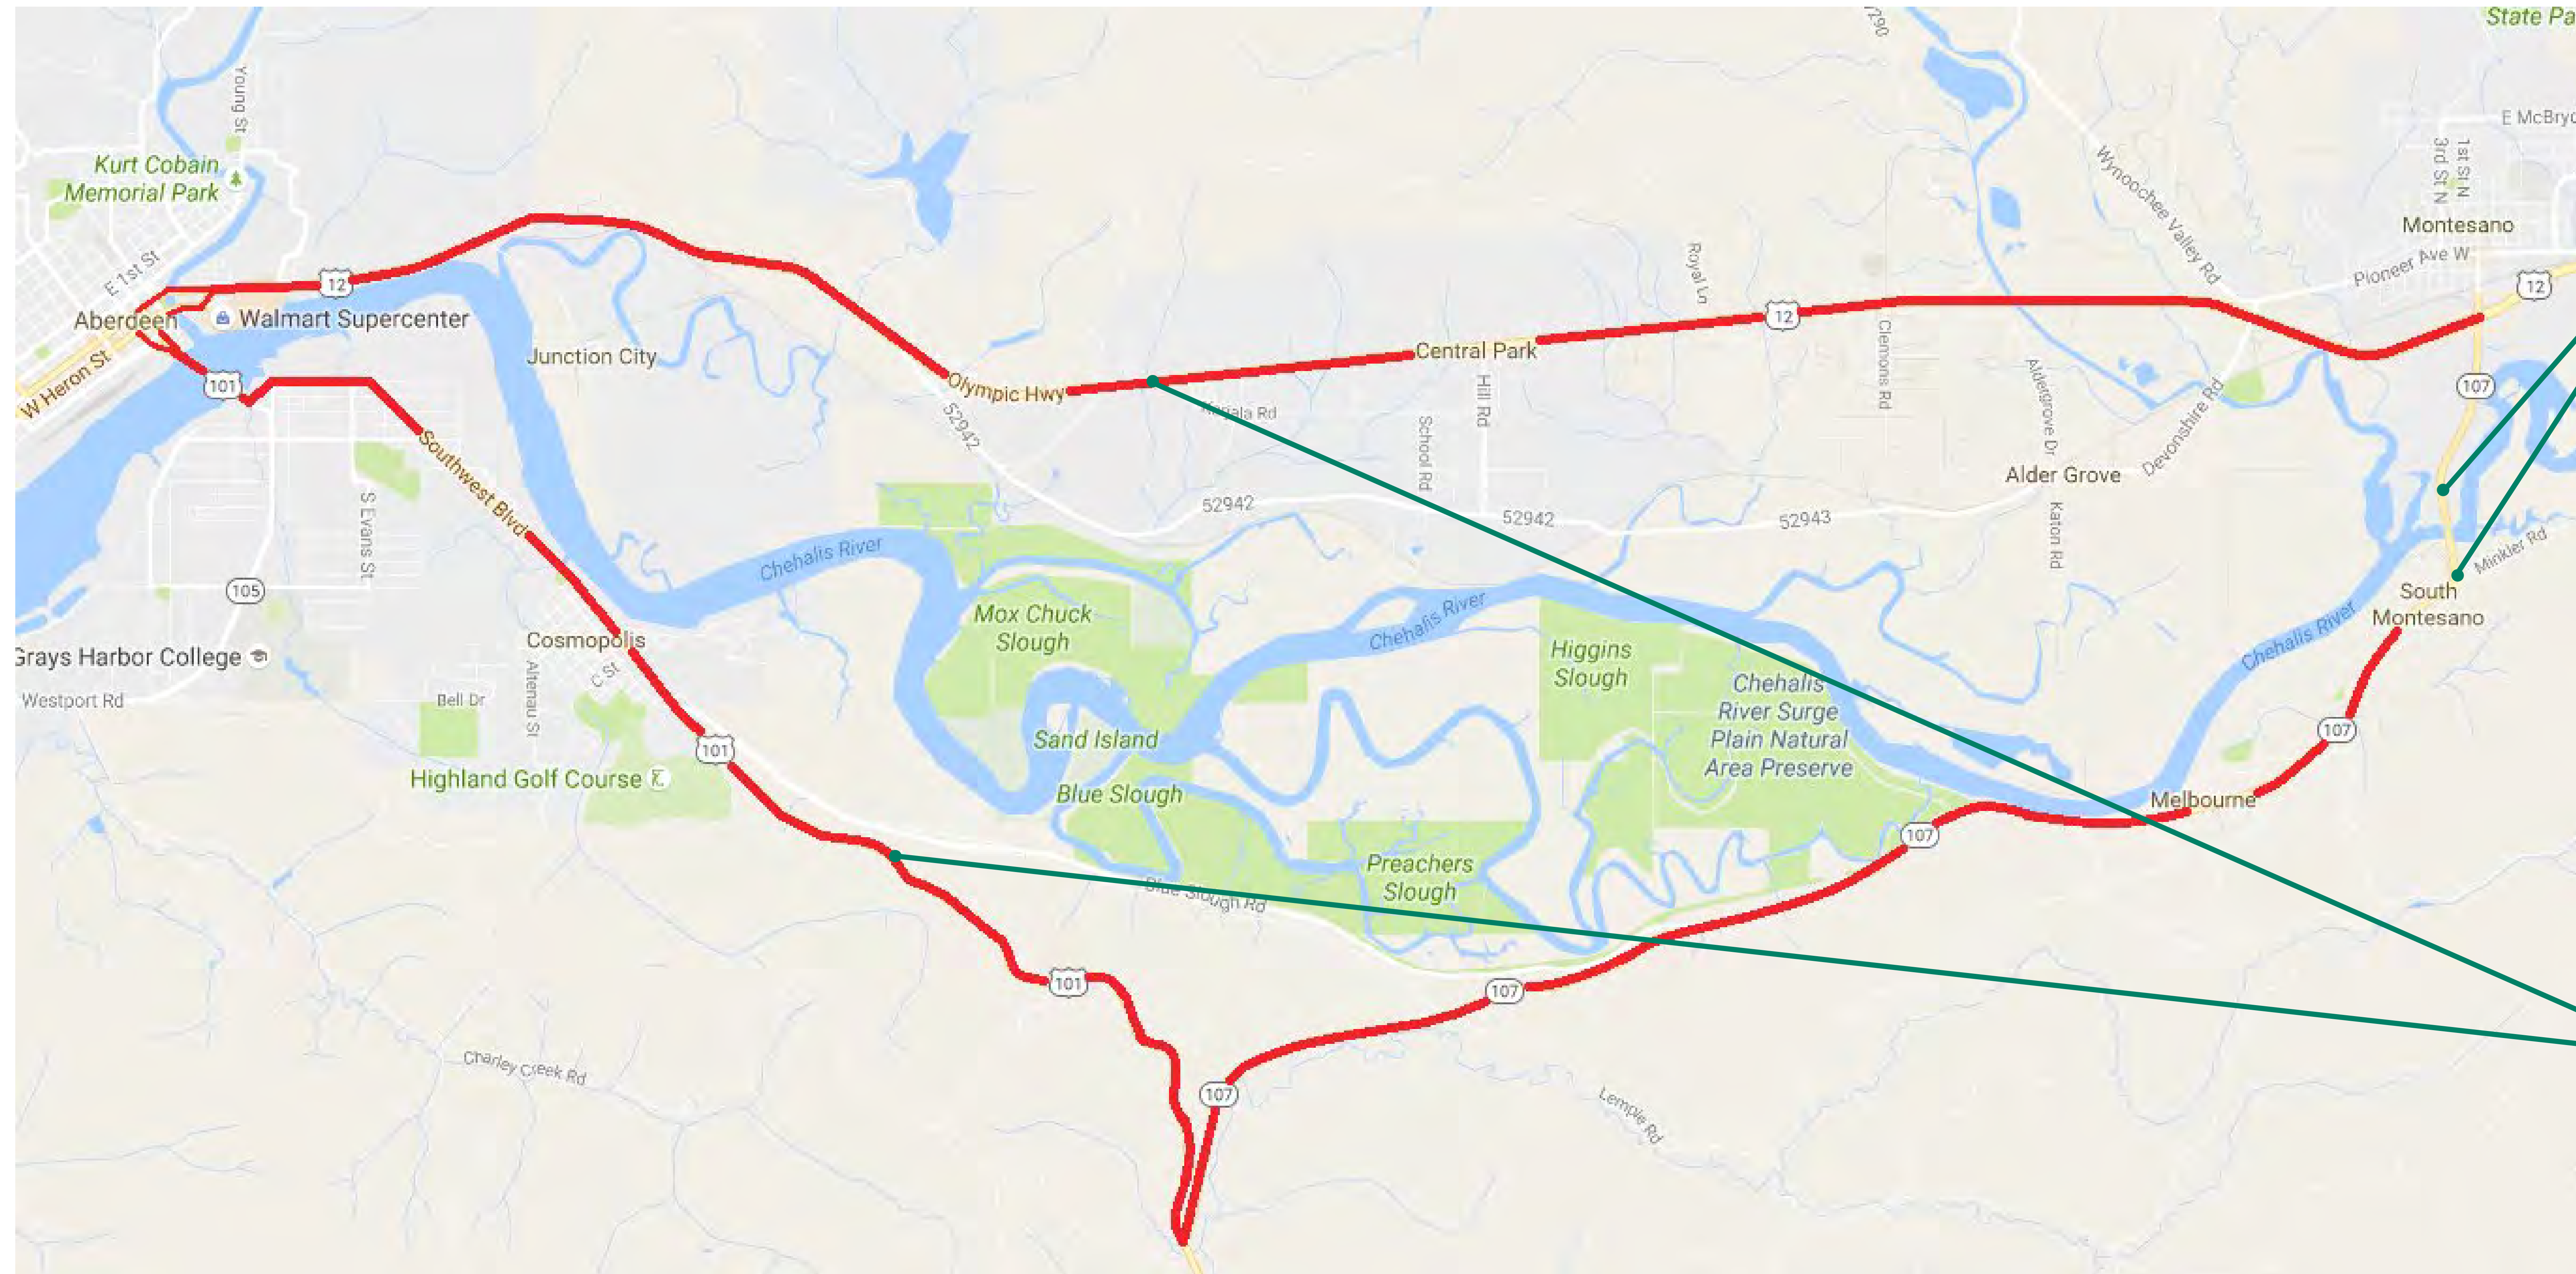 State Pa
7290
Young St
E McBryd
1st St N
3rd St N
Kurt Cobain
Memorial Park
Wynoochee Valley Rd
Montesano
Pioneer Ave W
E 1st St
12
12
12
Royal Ln
Aberdeen
Walmart Supercenter
Junction City
Central Park
Clemons Rd
W Heron St
101
Olympic Hwy
Karjala Rd
Hill Rd
Aldergrove Dr
Devonshire Rd
107
52942
School Rd
Southwest Blvd
S Evans St
Alder Grove
52942
52942
52943
Katon Rd
Chehalis River
Minkler Rd
105
South
Montesano
Mox Chuck
Slough
Chehalis River
Chehalis River
Cosmopolis
Higgins
Slough
Grays Harbor College
C St
Altenau St
Westport Rd
Bell Dr
Chehalis
River Surge
Plain Natural
Area Preserve
107
Sand Island
101
Highland Golf Course
Blue Slough
Melbourne
107
Preachers
Slough
Blue Slough Rd
101
107
Charley Creek Rd
107
Lemple Rd